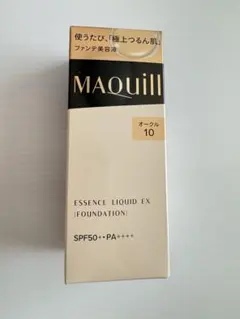 使うたび、「極上つるん肌」
ファンデ美容液
MAQuill
オークル
10
ESSENCE LIQUID EX
(FOUNDATION)
SPF50++PA++++